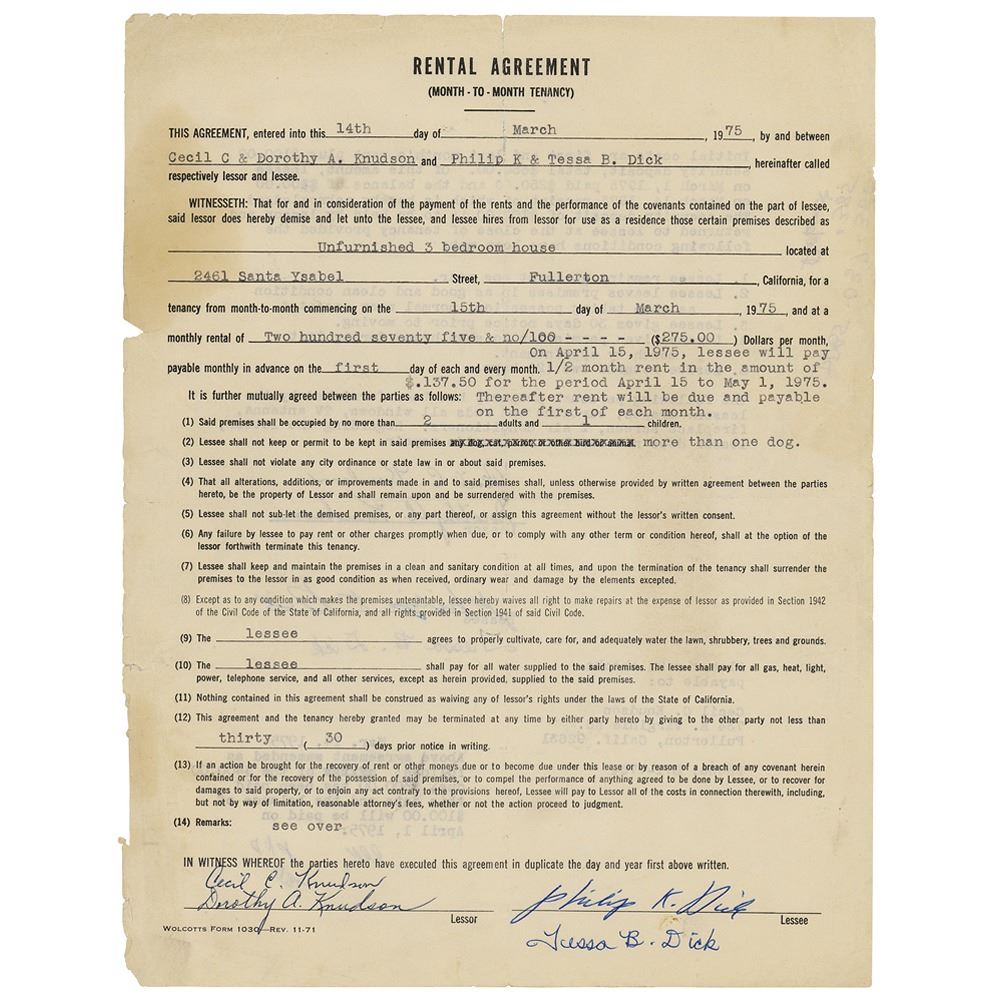 RENTAL AGREEMENT
(MONTH - TO - MONTH TENANCY)
THIS AGREEMENT, entered into this 14th day of March , 1975 , by and between
Cecil C & Dorothy A. Knudson and Philip K & Tessa B. Dick , hereinafter called
respectively lessor and lessee.
WITNESSETH: That for and in consideration of the payment of the rents and the performance of the covenants contained on the part of lessee,
said lessor does hereby demise and let unto the lessee, and lessee hires from lessor for use as a residence those certain premises described as
Unfurnished 3 bedroom house located at
2461 Santa Ysabel Street, Fullerton , California, for a
tenancy from month-to-month commencing on the 15th day of March , 1975 , and at a
monthly rental of Two hundred seventy five & no/100 - - - - ($275.00 ) Dollars per month,
On April 15, 1975, lessee will pay
payable monthly in advance on the first day of each and every month. 1/2 month rent in the amount of
$.137.50 for the period April 15 to May 1, 1975.
It is further mutually agreed between the parties as follows: Thereafter rent will be due and payable
on the first of each month.
(1) Said premises shall be occupied by no more than 2 adults and 1 children.
(2) Lessee shall not keep or permit to be kept in said premises any dog, cat, parrot, or other bird or animal. more than one dog.
(3) Lessee shall not violate any city ordinance or state law in or about said premises.
(4) That all alterations, additions, or improvements made in and to said premises shall, unless otherwise provided by written agreement between the parties
hereto, be the property of Lessor and shall remain upon and be surrendered with the premises.
(5) Lessee shall not sub-let the demised premises, or any part thereof, or assign this agreement without the lessor's written consent.
(6) Any failure by lessee to pay rent or other charges promptly when due, or to comply with any other term or condition hereof, shall at the option of the
lessor forthwith terminate this tenancy.
(7) Lessee shall keep and maintain the premises in a clean and sanitary condition at all times, and upon the termination of the tenancy shall surrender the
premises to the lessor in as good condition as when received, ordinary wear and damage by the elements excepted.
(8) Except as to any condition which makes the premises untenantable, lessee hereby waives all right to make repairs at the expense of lessor as provided in Section 1942
of the Civil Code of the State of California, and all rights provided in Section 1941 of said Civil Code.
(9) The lessee agrees to properly cultivate, care for, and adequately water the lawn, shrubbery, trees and grounds.
(10) The lessee shall pay for all water supplied to the said premises. The lessee shall pay for all gas, heat, light,
power, telephone service, and all other services, except as herein provided, supplied to the said premises.
(11) Nothing contained in this agreement shall be construed as waiving any of lessor's rights under the laws of the State of California.
(12) This agreement and the tenancy hereby granted may be terminated at any time by either party hereto by giving to the other party not less than
thirty ( 30 ) days prior notice in writing.
(13) If an action be brought for the recovery of rent or other moneys due or to become due under this lease or by reason of a breach of any covenant herein
contained or for the recovery of the possession of said premises, or to compel the performance of anything agreed to be done by Lessee, or to recover for
damages to said property, or to enjoin any act contrary to the provisions hereof, Lessee will pay to Lessor all of the costs in connection therewith, including,
but not by way of limitation, reasonable attorney's fees, whether or not the action proceed to judgment.
(14) Remarks: see over
IN WITNESS WHEREOF the parties hereto have executed this agreement in duplicate the day and year first above written.
Cecil C. Knudson
Dorothy A. Knudson Lessor Philip K. Dick Lessee
WOLCOTTS FORM 1030—REV. 11-71
Tessa B. Dick